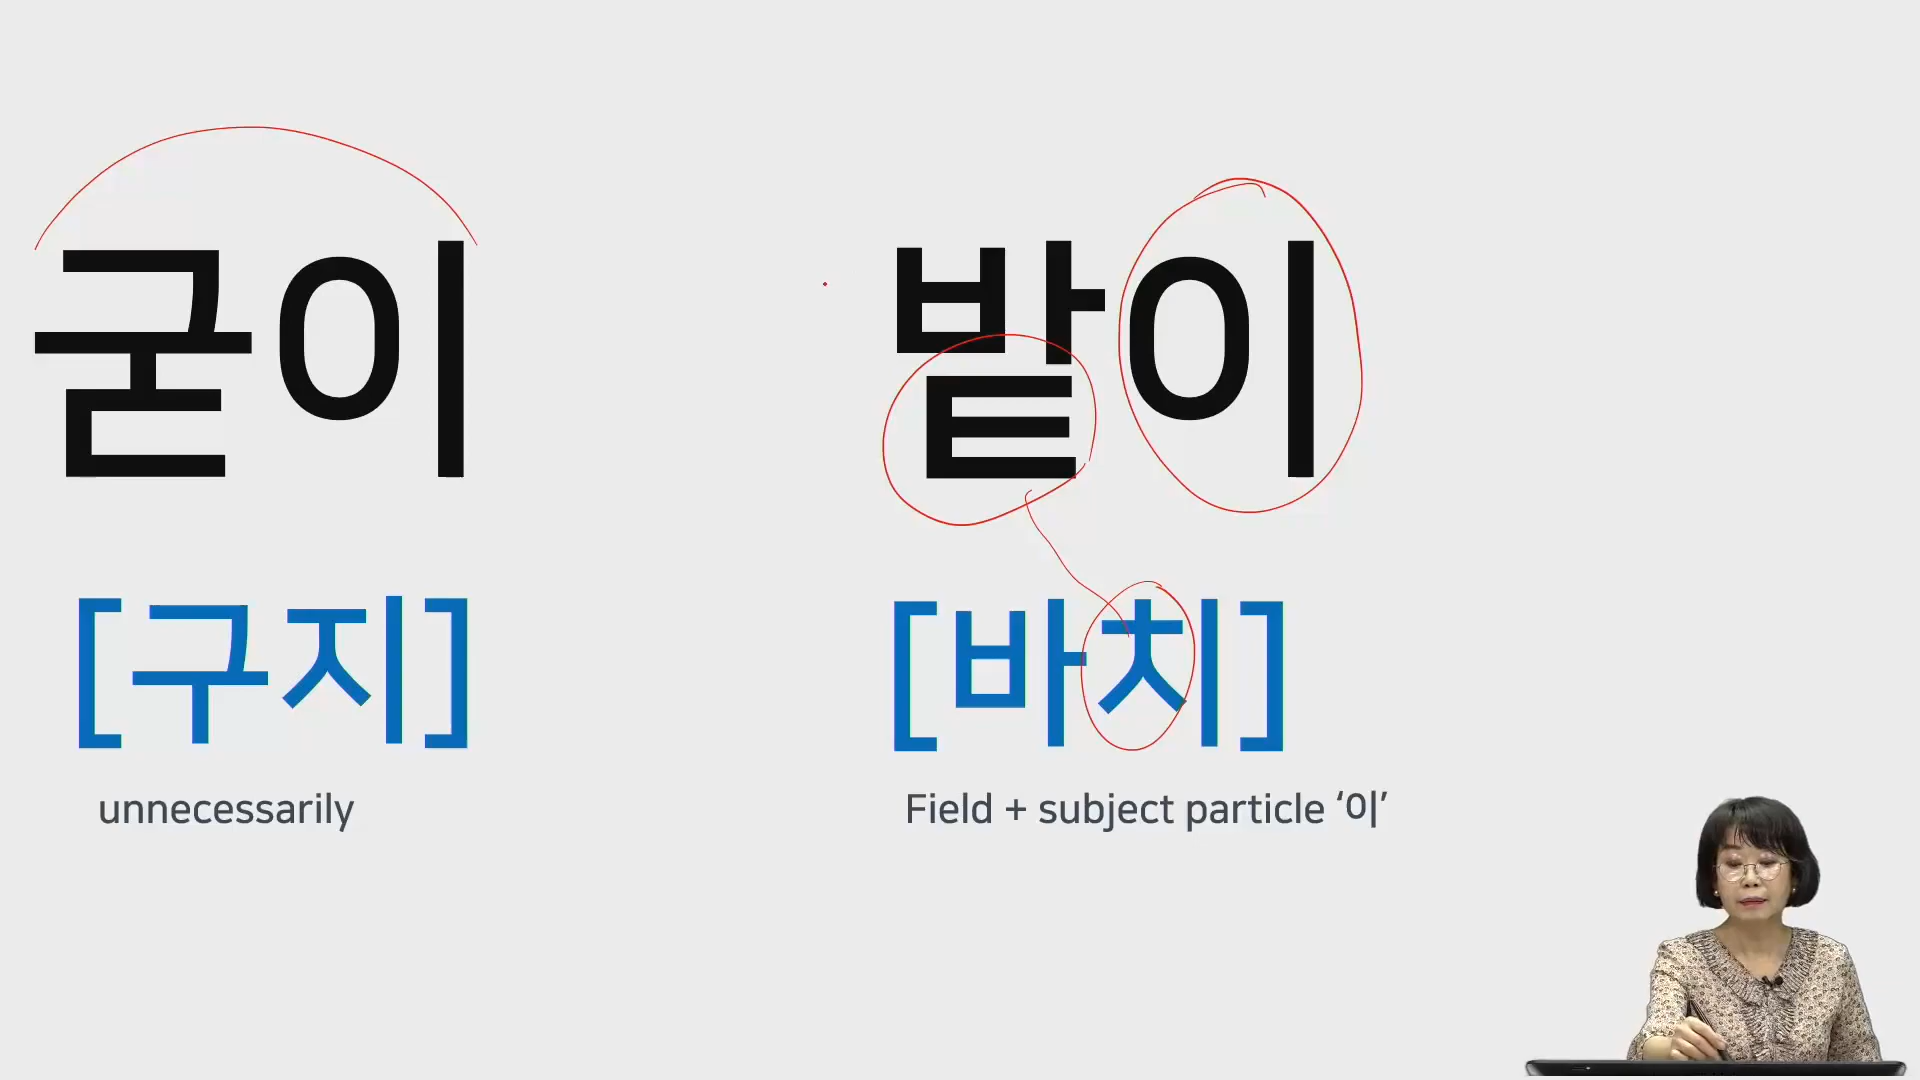 굳이 밭이
[구지] [바치]
unnecessarily Field + subject particle ‘이’